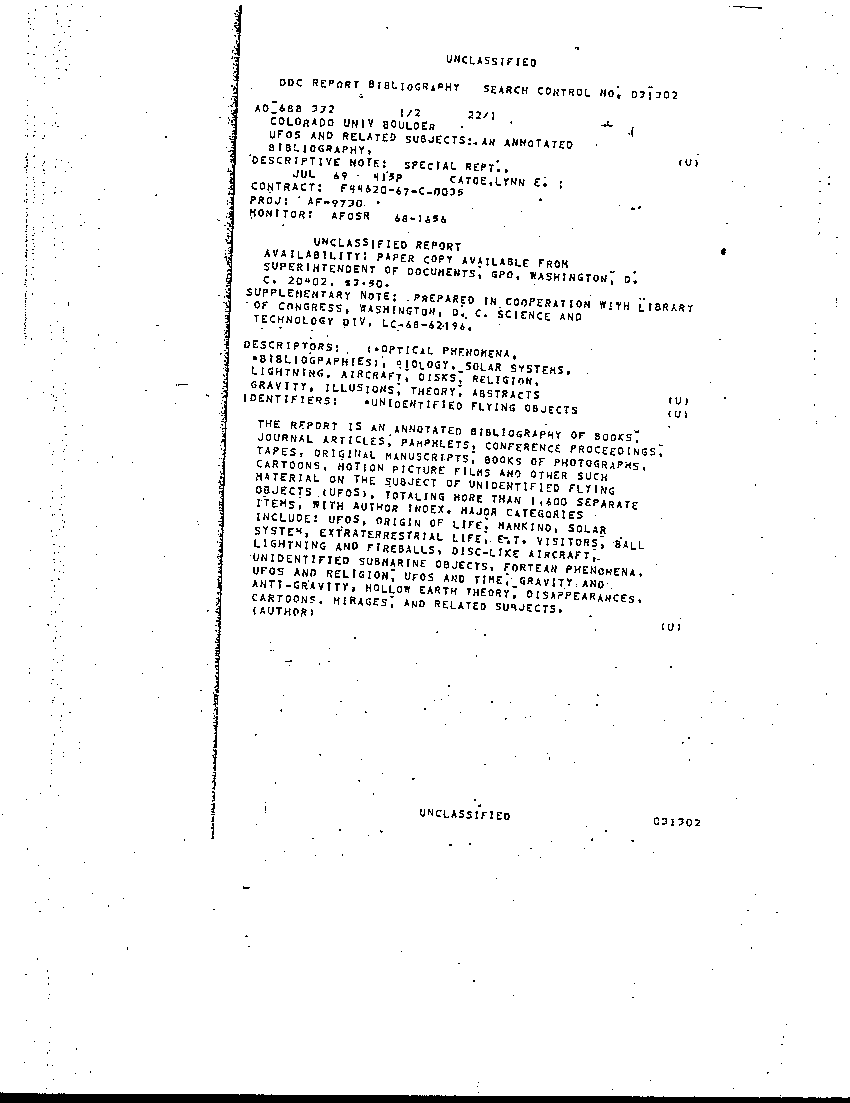 UNCLASSIFIED
DDC REPORT BIBLIOGRAPHY SEARCH CONTROL NO. 031302
AD-688 332 1/2 22/1
COLORADO UNIV BOULDER
UFOS AND RELATED SUBJECTS: AN ANNOTATED
BIBLIOGRAPHY, (U)
DESCRIPTIVE NOTE: SPECIAL REPT.,
JUL 69 413P CATOE,LYNN E. ;
CONTRACT: F44620-67-C-0035
PROJ: AF-9730
MONITOR: AFOSR 68-1656
UNCLASSIFIED REPORT
AVAILABILITY: PAPER COPY AVAILABLE FROM
SUPERINTENDENT OF DOCUMENTS, GPO, WASHINGTON, D.
C. 20402, $3.50.
SUPPLEMENTARY NOTE: PREPARED IN COOPERATION WITH LIBRARY
OF CONGRESS, WASHINGTON, D. C. SCIENCE AND
TECHNOLOGY DIV, LC-68-62196.
DESCRIPTORS: (*OPTICAL PHENOMENA,
*BIBLIOGRAPHIES), BIOLOGY, SOLAR SYSTEMS,
LIGHTNING, AIRCRAFT, DISKS, RELIGION,
GRAVITY, ILLUSIONS, THEORY, ABSTRACTS (U)
IDENTIFIERS: *UNIDENTIFIED FLYING OBJECTS (U)
THE REPORT IS AN ANNOTATED BIBLIOGRAPHY OF BOOKS,
JOURNAL ARTICLES, PAMPHLETS, CONFERENCE PROCEEDINGS,
TAPES, ORIGINAL MANUSCRIPTS, BOOKS OF PHOTOGRAPHS,
CARTOONS, MOTION PICTURE FILMS AND OTHER SUCH
MATERIAL ON THE SUBJECT OF UNIDENTIFIED FLYING
OBJECTS (UFOS), TOTALING MORE THAN 1,600 SEPARATE
ITEMS, WITH AUTHOR INDEX. MAJOR CATEGORIES
INCLUDE: UFOS, ORIGIN OF LIFE, MANKIND, SOLAR
SYSTEM, EXTRATERRESTRIAL LIFE, E.T. VISITORS, BALL
LIGHTNING AND FIREBALLS, DISC-LIKE AIRCRAFT,
UNIDENTIFIED SUBMARINE OBJECTS, FORTEAN PHENOMENA,
UFOS AND RELIGION, UFOS AND TIME, GRAVITY AND
ANTI-GRAVITY, HOLLOW EARTH THEORY, DISAPPEARANCES,
CARTOONS, MIRAGES, AND RELATED SUBJECTS.
(AUTHOR) (U)
UNCLASSIFIED 031302